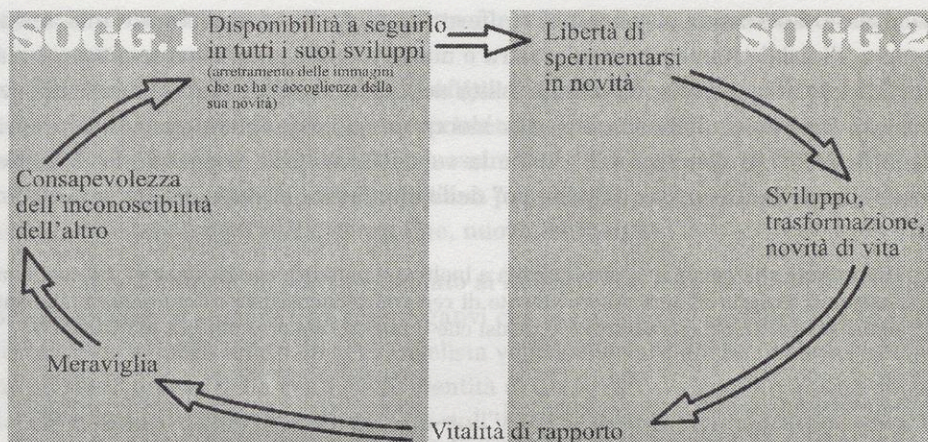 SOGG.1
Disponibilità a seguirlo
in tutti i suoi sviluppi
(arretramento delle immagini
che ne ha e accoglienza della
sua novità)
Libertà di
sperimentarsi
in novità
SOGG.2
Consapevolezza
dell'inconoscibilità
dell'altro
Sviluppo,
trasformazione,
novità di vita
Meraviglia
Vitalità di rapporto